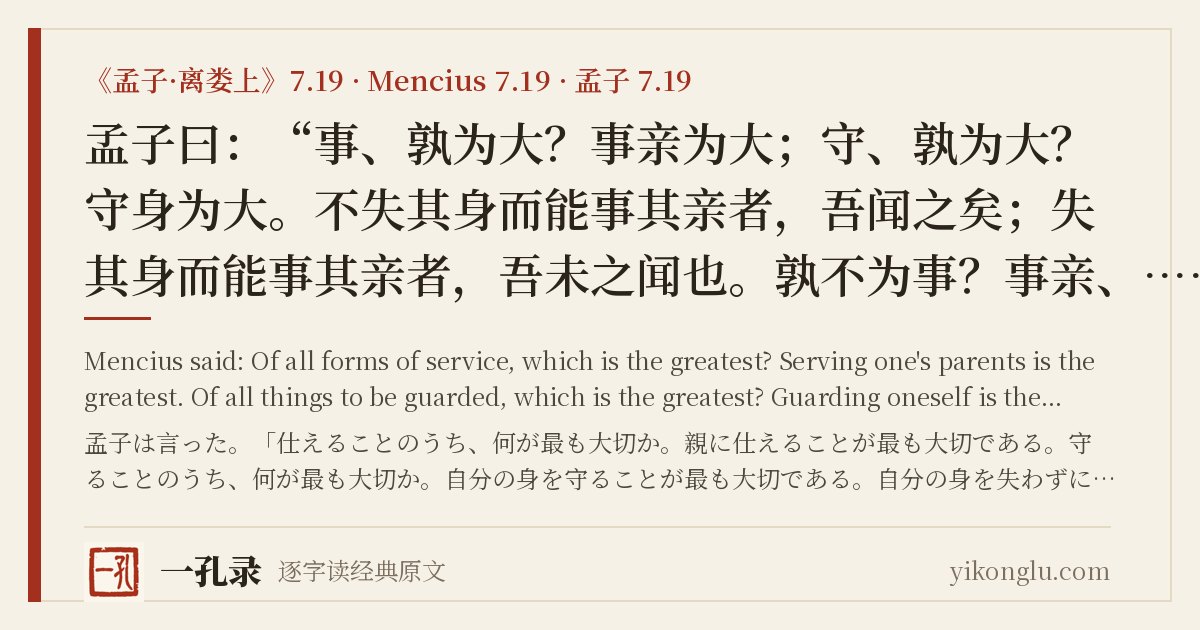 《孟子·离娄上》7.19 · Mencius 7.19 · 孟子 7.19
孟子曰：“事、孰为大？事亲为大；守、孰为大？
守身为大。不失其身而能事其亲者，吾闻之矣；失
其身而能事其亲者，吾未之闻也。孰不为事？事亲、……
Mencius said: Of all forms of service, which is the greatest? Serving one's parents is the
greatest. Of all things to be guarded, which is the greatest? Guarding oneself is the...
孟子は言った。「仕えることのうち、何が最も大切か。親に仕えることが最も大切である。守
ることのうち、何が最も大切か。自分の身を守ることが最も大切である。自分の身を失わずに…
一孔
一孔录 逐字读经典原文 yikonglu.com